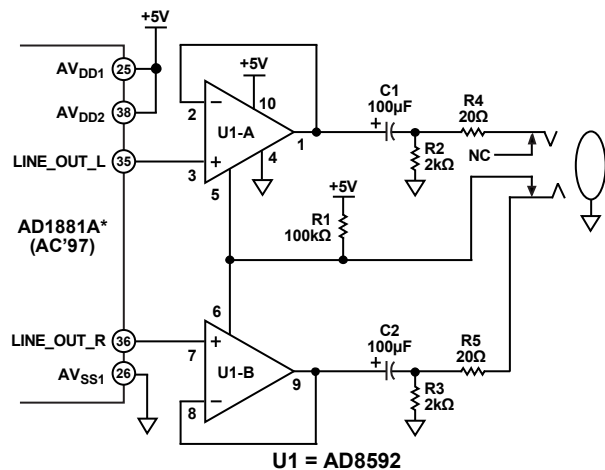 +5V
AVDD1 25
AVDD2 38
LINE_OUT_L 35
AD1881A*
(AC'97)
LINE_OUT_R 36
AVSS1 26
+5V
2
10
U1-A
1
3
4
5
C1
100µF
+
R4
20Ω
R2
2kΩ
NC
+5V
R1
100kΩ
6
7
U1-B
9
8
C2
100µF
+
R5
20Ω
R3
2kΩ
U1 = AD8592